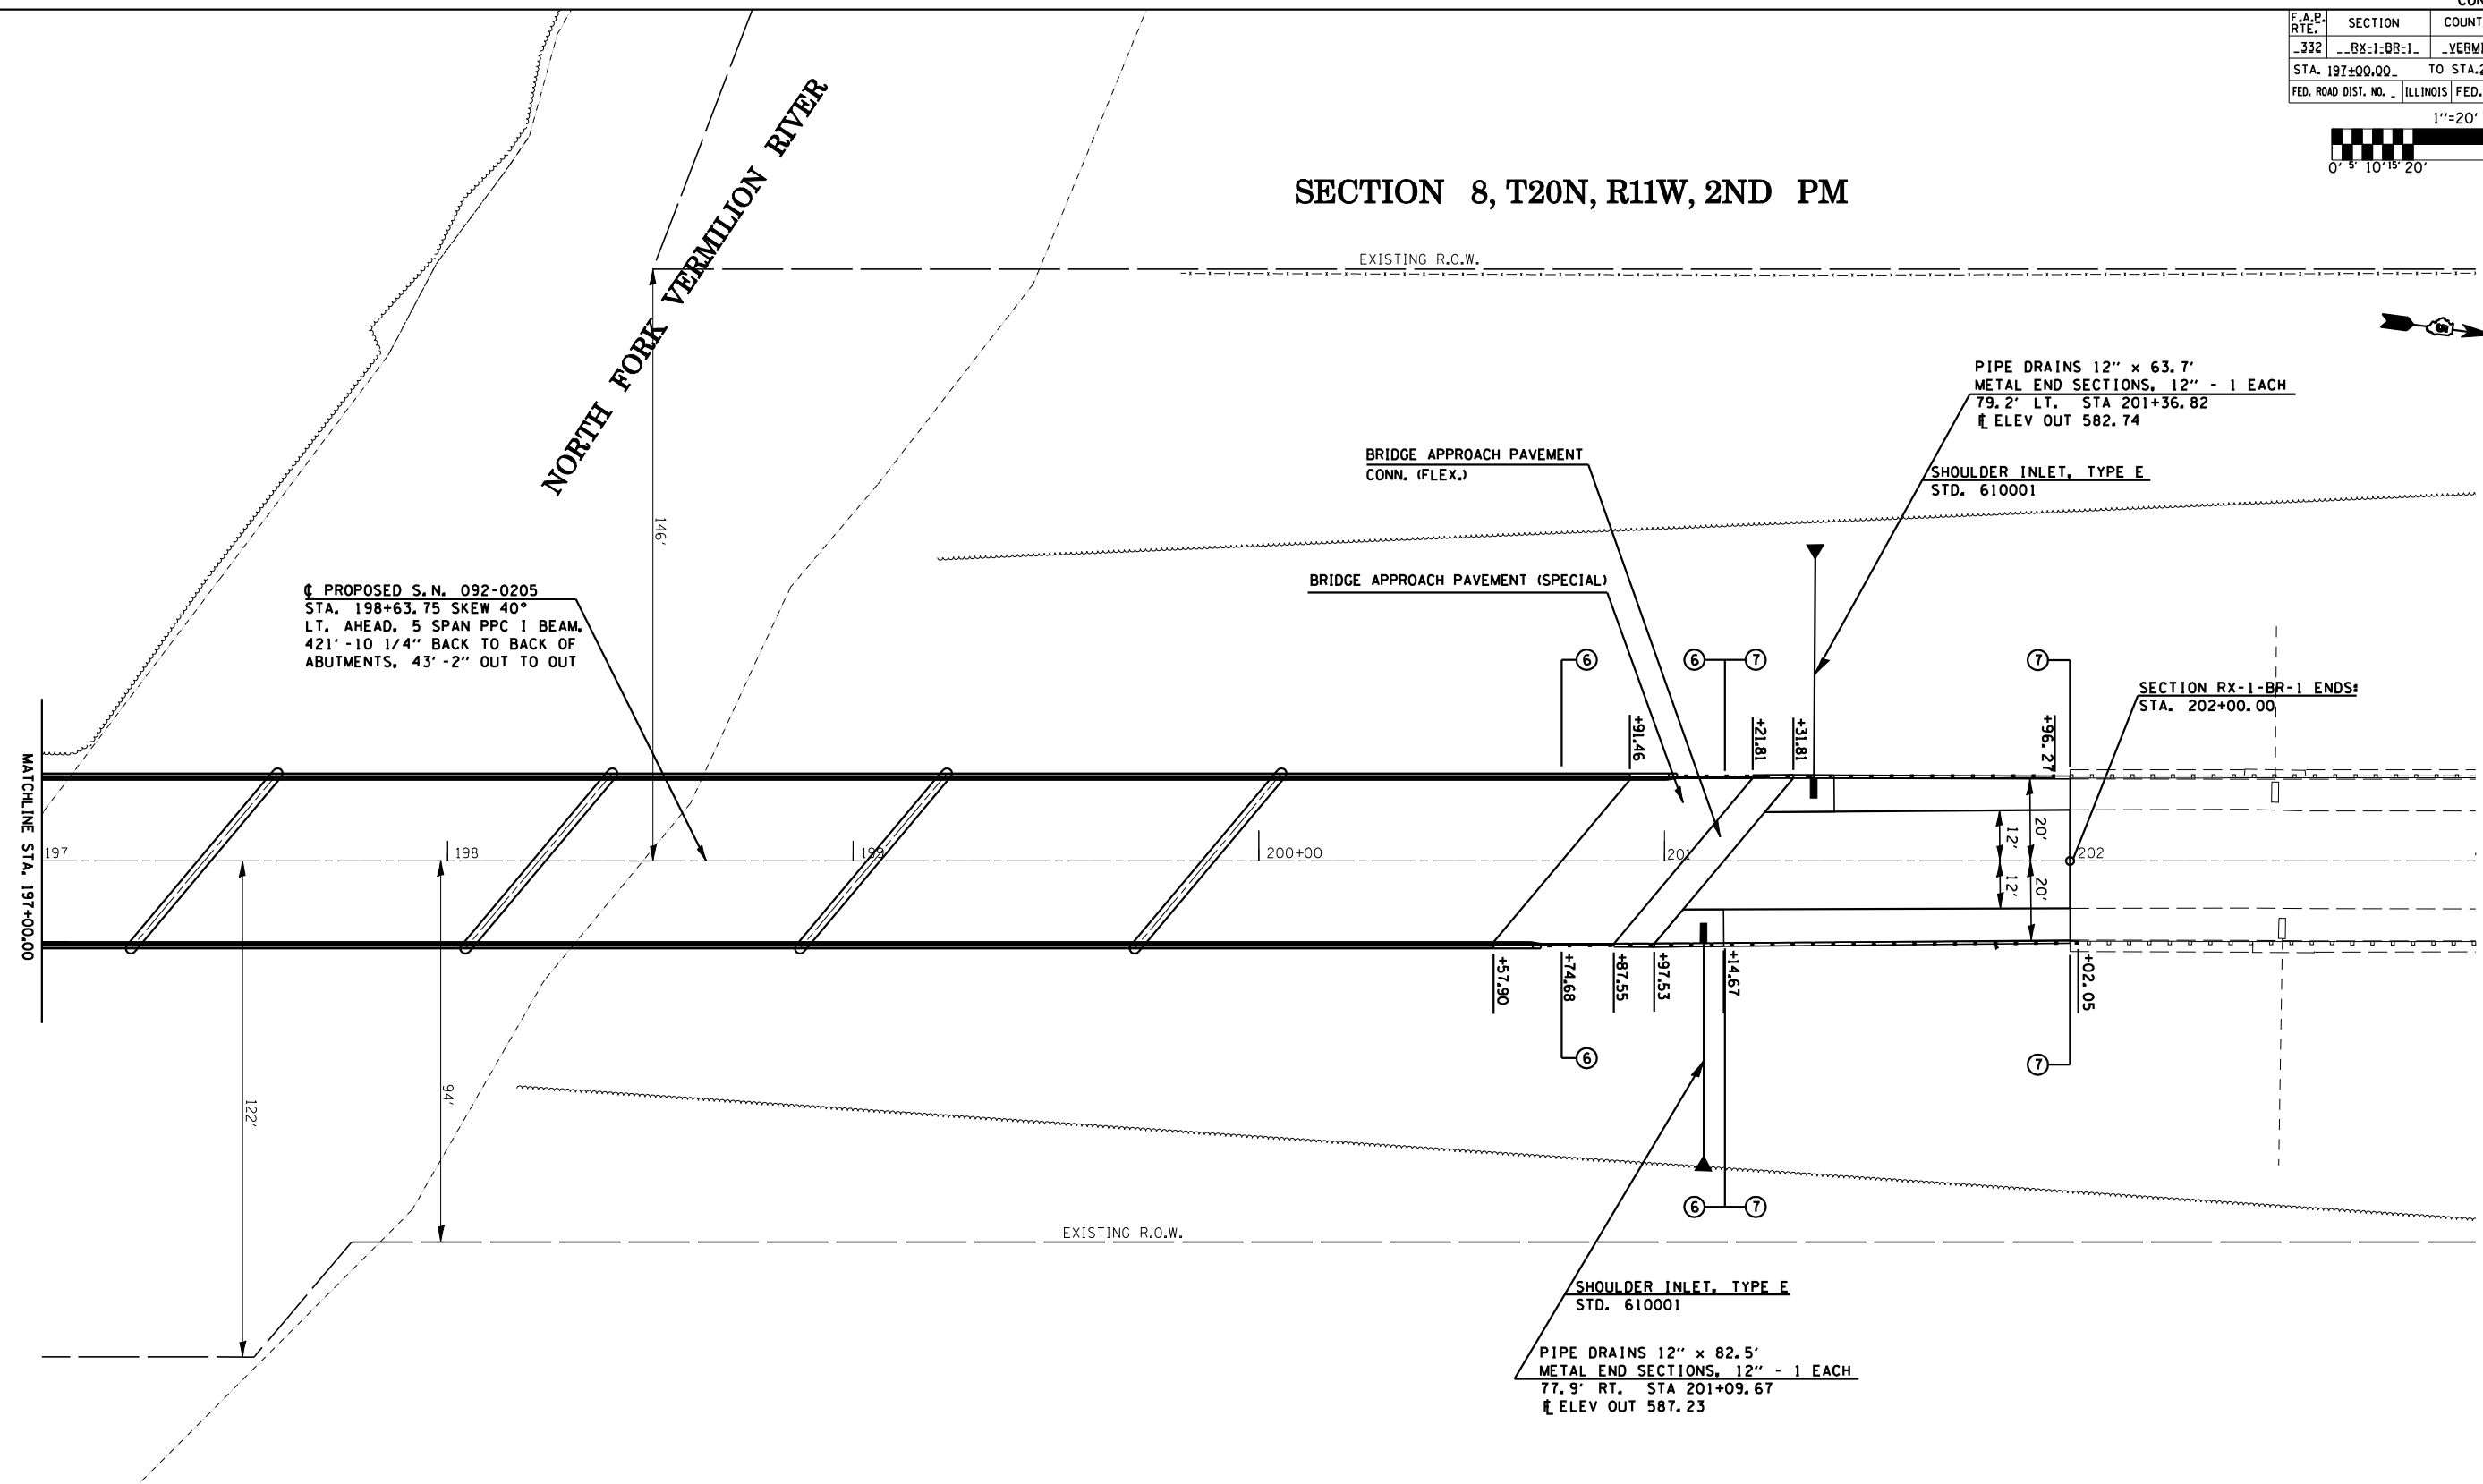 F.A.P. RTE. SECTION
332 RX-1-BR-1
STA. 197+00.00 TO STA.
FED. ROAD DIST. NO. ILLINOIS FED.
1"=20'
0' 5' 10' 15' 20'
SECTION 8, T20N, R11W, 2ND PM
NORTH FORK VERMILION RIVER
EXISTING R.O.W.
PIPE DRAINS 12" x 63.7'
METAL END SECTIONS, 12" - 1 EACH
79.2' LT. STA 201+36.82
FL ELEV OUT 582.74
SHOULDER INLET, TYPE E
STD. 610001
BRIDGE APPROACH PAVEMENT
CONN. (FLEX.)
BRIDGE APPROACH PAVEMENT (SPECIAL)
146'
℄ PROPOSED S.N. 092-0205
STA. 198+63.75 SKEW 40°
LT. AHEAD, 5 SPAN PPC I BEAM,
421'-10 1/4" BACK TO BACK OF
ABUTMENTS, 43'-2" OUT TO OUT
6
6 7
7
SECTION RX-1-BR-1 ENDS:
STA. 202+00.00
+91.46
+21.81
+31.81
+96.27
MATCHLINE STA. 197+00.00
197
198
199
200+00
201
202
12'
20'
12'
20'
+57.90
+74.68
+87.55
+97.53
+14.67
+02.05
6
7
122'
94'
6 7
EXISTING R.O.W.
SHOULDER INLET, TYPE E
STD. 610001
PIPE DRAINS 12" x 82.5'
METAL END SECTIONS, 12" - 1 EACH
77.9' RT. STA 201+09.67
FL ELEV OUT 587.23